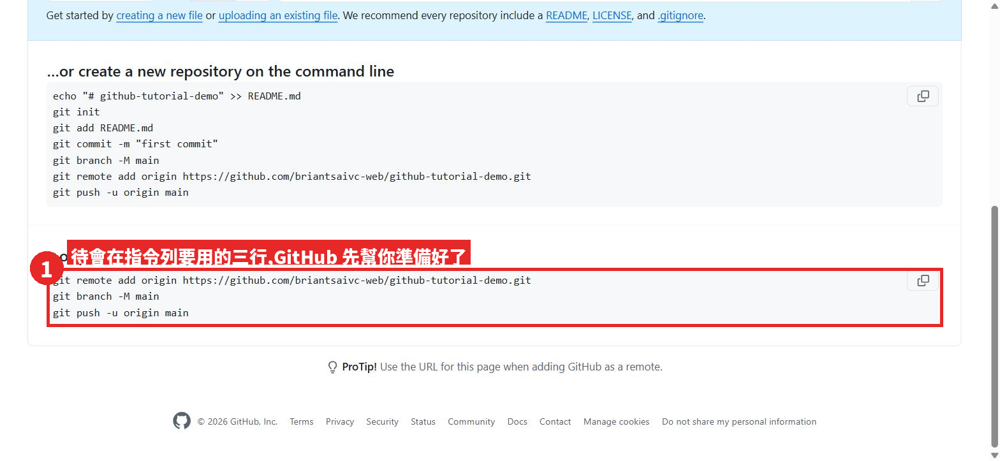 Get started by creating a new file or uploading an existing file. We recommend every repository include a README, LICENSE, and .gitignore.
...or create a new repository on the command line
echo "# github-tutorial-demo" >> README.md
git init
git add README.md
git commit -m "first commit"
git branch -M main
git remote add origin https://github.com/briantsaivc-web/github-tutorial-demo.git
git push -u origin main
待會在指令列要用的三行,GitHub 先幫你準備好了
1
git remote add origin https://github.com/briantsaivc-web/github-tutorial-demo.git
git branch -M main
git push -u origin main
ProTip! Use the URL for this page when adding GitHub as a remote.
© 2026 GitHub, Inc. Terms Privacy Security Status Community Docs Contact Manage cookies Do not share my personal information